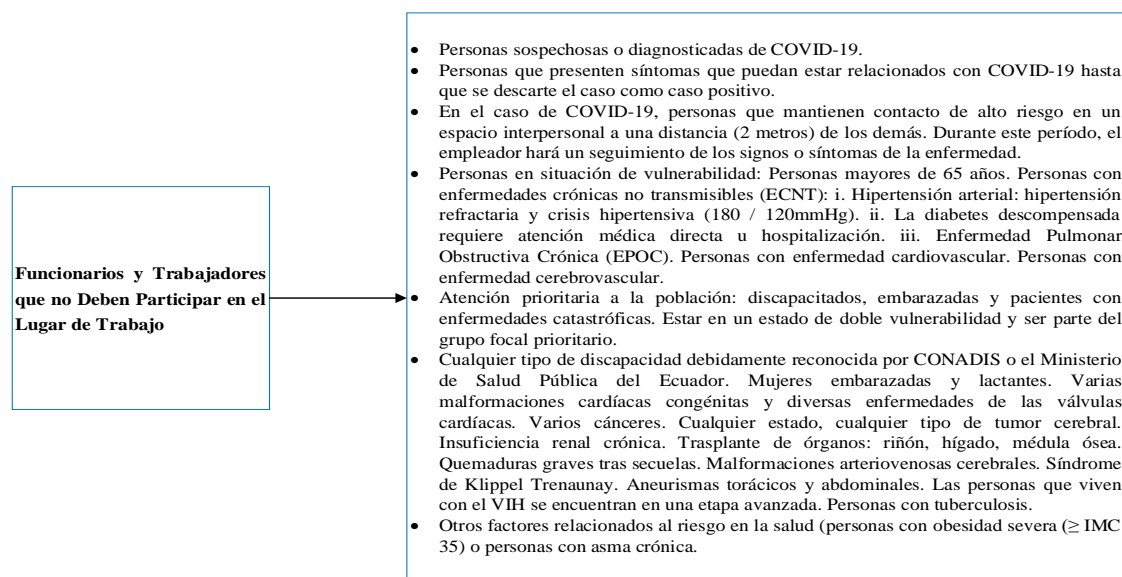 Funcionarios y Trabajadores
que no Deben Participar en el
Lugar de Trabajo
• Personas sospechosas o diagnosticadas de COVID-19.
• Personas que presenten síntomas que puedan estar relacionados con COVID-19 hasta
que se descarte el caso como caso positivo.
• En el caso de COVID-19, personas que mantienen contacto de alto riesgo en un
espacio interpersonal a una distancia (2 metros) de los demás. Durante este período, el
empleador hará un seguimiento de los signos o síntomas de la enfermedad.
• Personas en situación de vulnerabilidad: Personas mayores de 65 años. Personas con
enfermedades crónicas no transmisibles (ECNT): i. Hipertensión arterial: hipertensión
refractaria y crisis hipertensiva (180 / 120mmHg). ii. La diabetes descompensada
requiere atención médica directa u hospitalización. iii. Enfermedad Pulmonar
Obstructiva Crónica (EPOC). Personas con enfermedad cardiovascular. Personas con
enfermedad cerebrovascular.
• Atención prioritaria a la población: discapacitados, embarazadas y pacientes con
enfermedades catastróficas. Estar en un estado de doble vulnerabilidad y ser parte del
grupo focal prioritario.
• Cualquier tipo de discapacidad debidamente reconocida por CONADIS o el Ministerio
de Salud Pública del Ecuador. Mujeres embarazadas y lactantes. Varias
malformaciones cardíacas congénitas y diversas enfermedades de las válvulas
cardíacas. Varios cánceres. Cualquier estado, cualquier tipo de tumor cerebral.
Insuficiencia renal crónica. Trasplante de órganos: riñón, hígado, médula ósea.
Quemaduras graves tras secuelas. Malformaciones arteriovenosas cerebrales. Síndrome
de Klippel Trenaunay. Aneurismas torácicos y abdominales. Las personas que viven
con el VIH se encuentran en una etapa avanzada. Personas con tuberculosis.
• Otros factores relacionados al riesgo en la salud (personas con obesidad severa (≥ IMC
35) o personas con asma crónica.